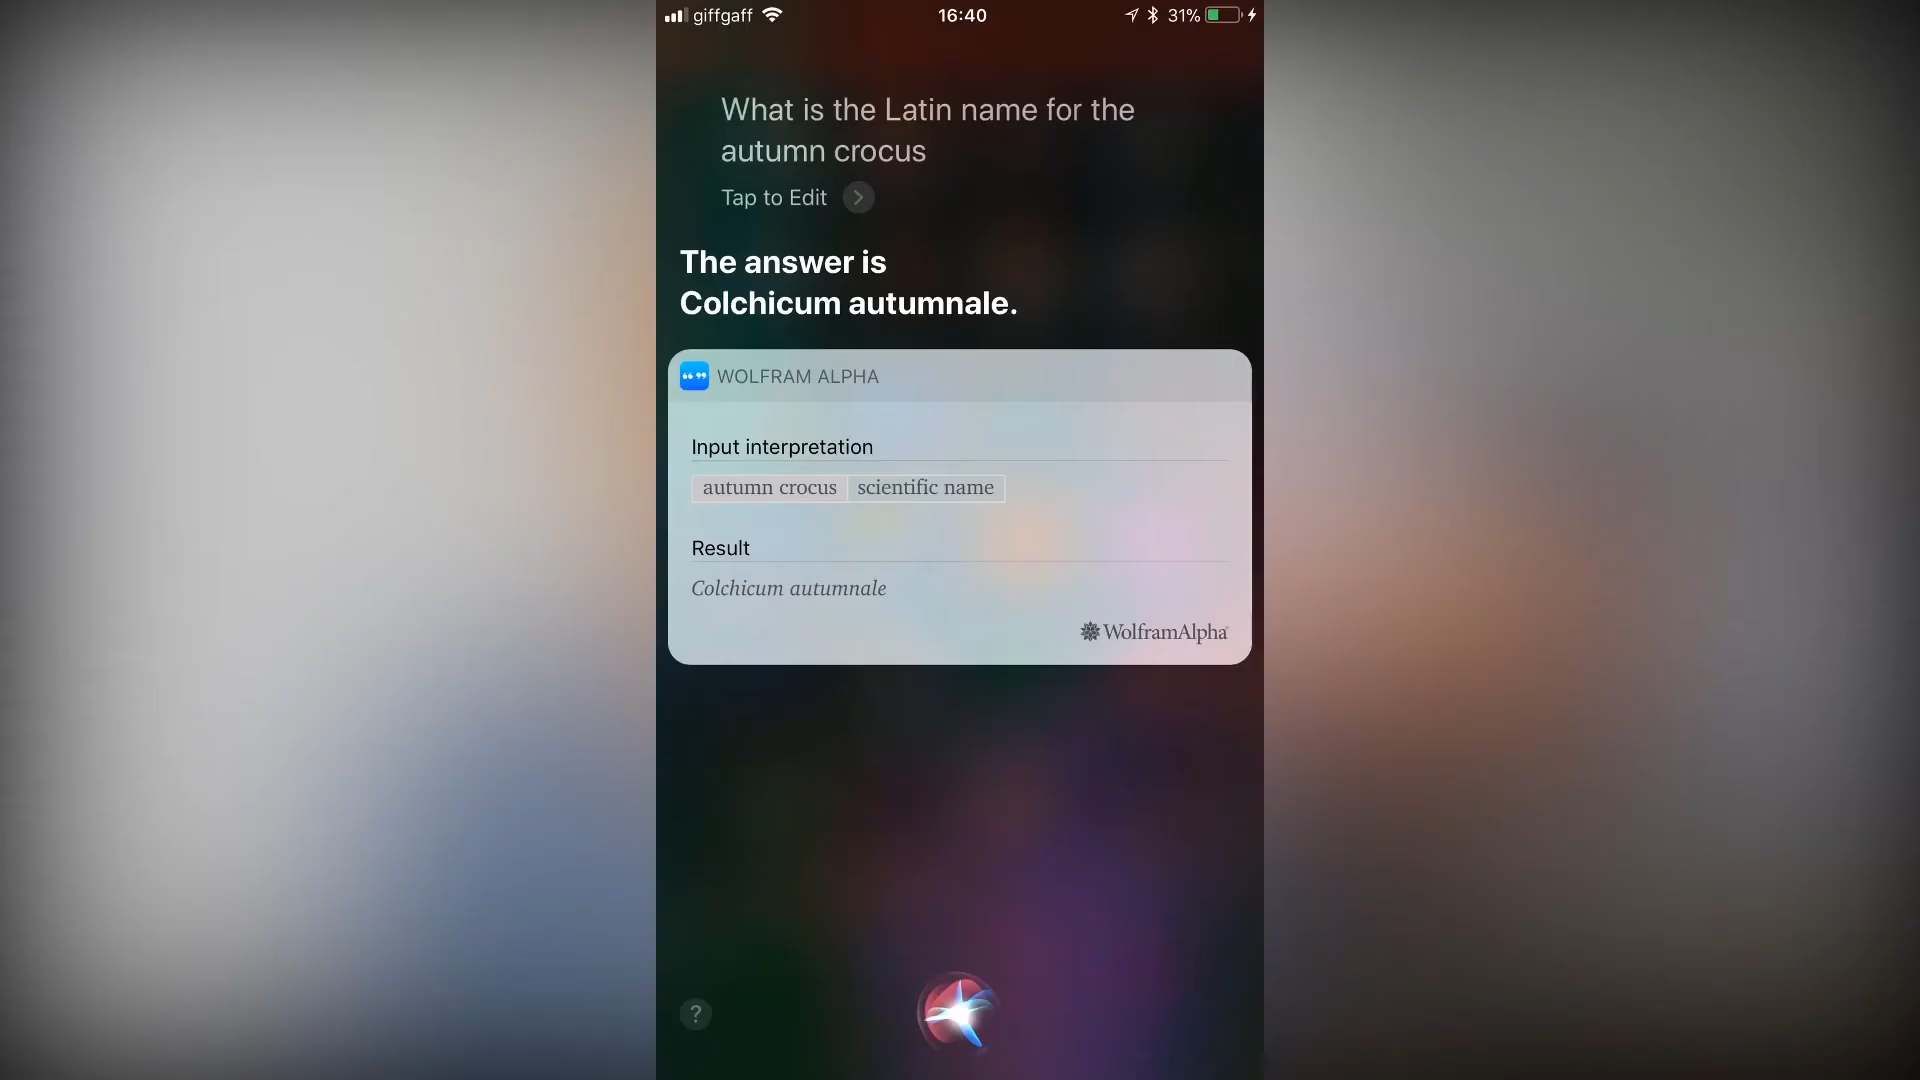 giffgaff 16:40 31%
What is the Latin name for the
autumn crocus
Tap to Edit
The answer is
Colchicum autumnale.
WOLFRAM ALPHA
Input interpretation
autumn crocus scientific name
Result
Colchicum autumnale
WolframAlpha
?